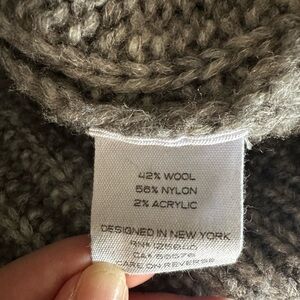 42% WOOL
56% NYLON
2% ACRYLIC
DESIGNED IN NEW YORK
CARE ON REVERSE